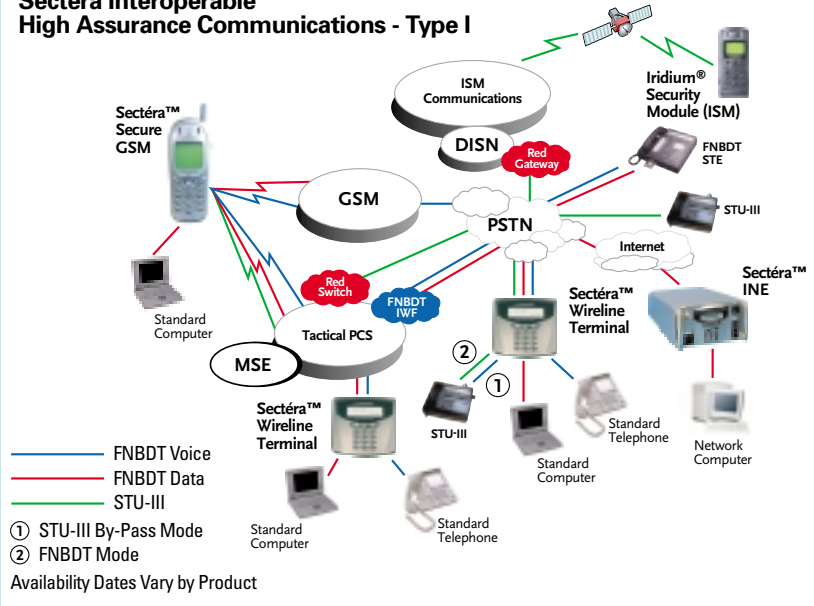 Sectéra Interoperable
High Assurance Communications - Type I
ISM
Communications
Iridium®
Security
Module (ISM)
Sectéra™
Secure
GSM
DISN
Red
Gateway
FNBDT
STE
GSM
PSTN
STU-III
Internet
Sectéra™
INE
Red
Switch
FNBDT
IWF
Sectéra™
Wireline
Terminal
Standard
Computer
Tactical PCS
MSE
②
①
Sectéra™
Wireline
Terminal
STU-III
Standard
Telephone
Standard
Computer
Network
Computer
FNBDT Voice
FNBDT Data
STU-III
① STU-III By-Pass Mode
② FNBDT Mode
Standard
Computer
Standard
Telephone
Availability Dates Vary by Product